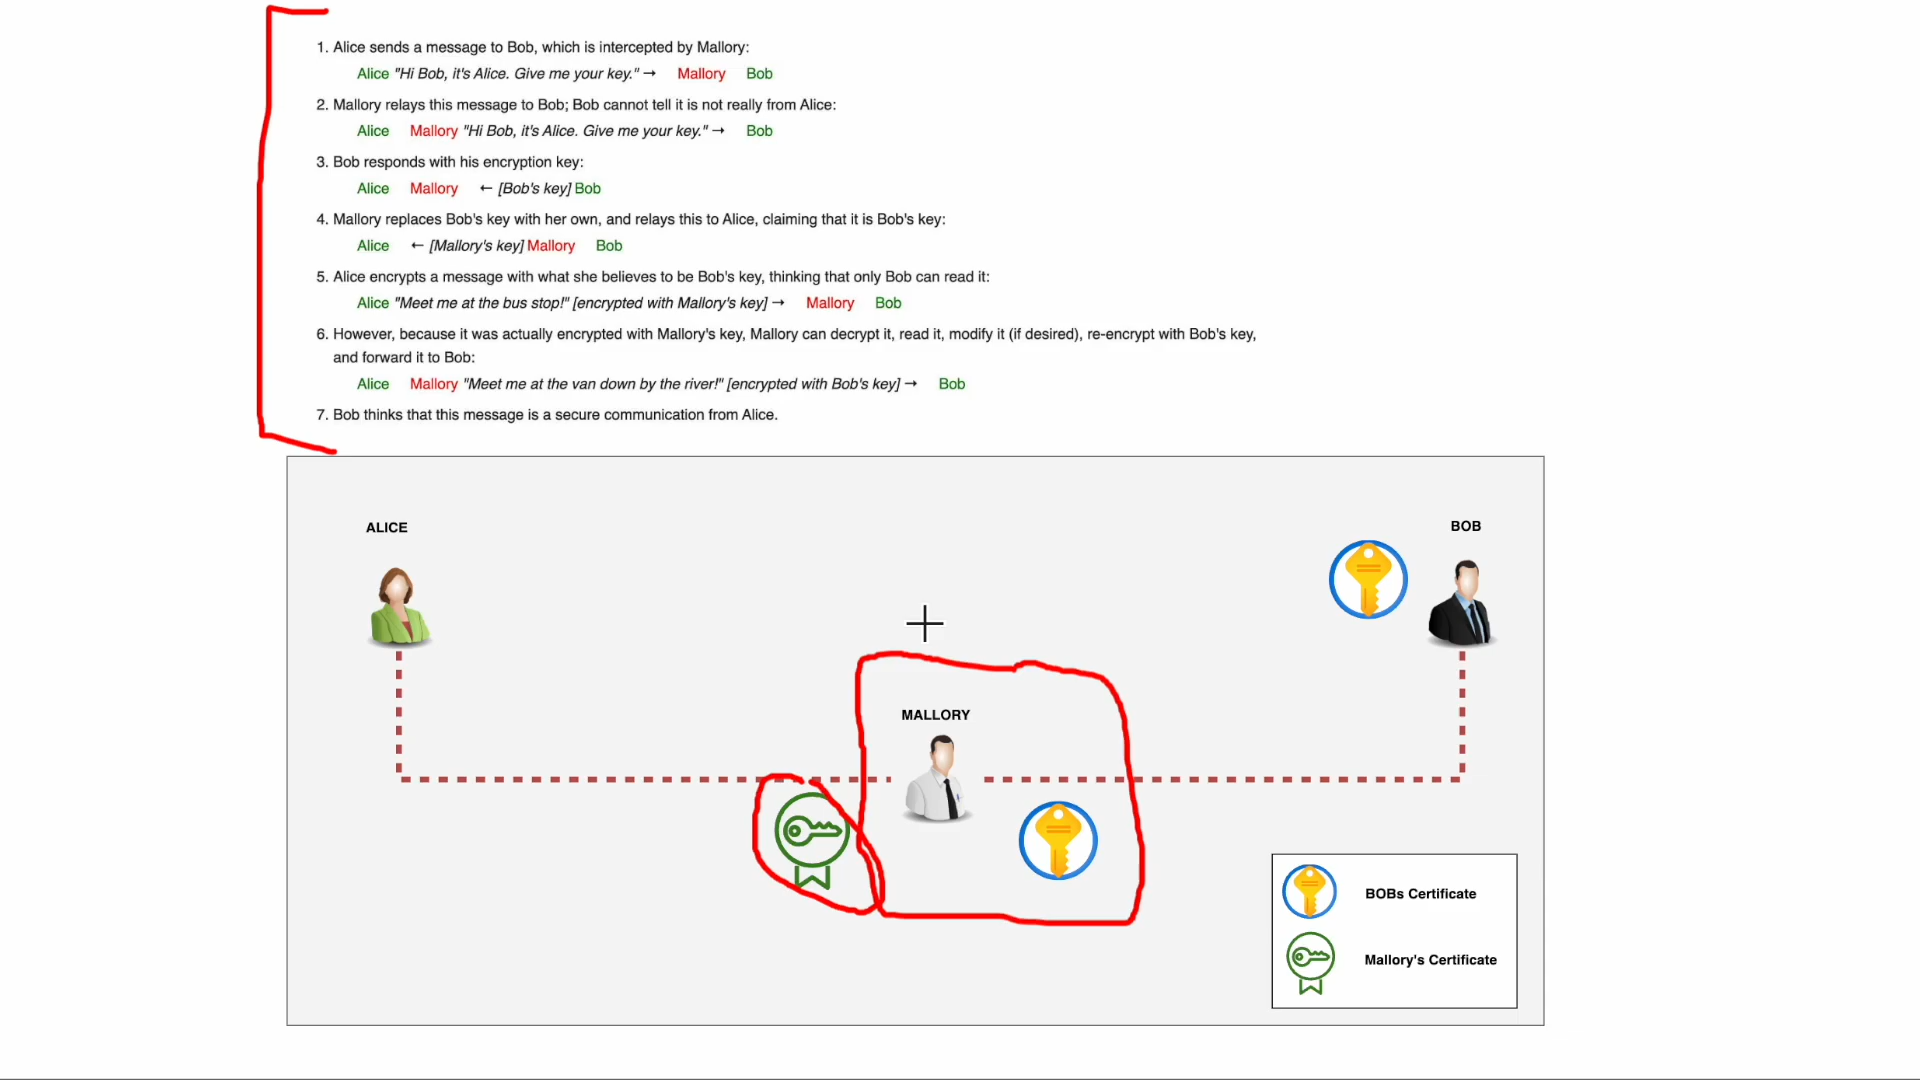 1. Alice sends a message to Bob, which is intercepted by Mallory:
Alice "Hi Bob, it's Alice. Give me your key." → Mallory Bob
2. Mallory relays this message to Bob; Bob cannot tell it is not really from Alice:
Alice Mallory "Hi Bob, it's Alice. Give me your key." → Bob
3. Bob responds with his encryption key:
Alice Mallory ← [Bob's key] Bob
4. Mallory replaces Bob's key with her own, and relays this to Alice, claiming that it is Bob's key:
Alice ← [Mallory's key] Mallory Bob
5. Alice encrypts a message with what she believes to be Bob's key, thinking that only Bob can read it:
Alice "Meet me at the bus stop!" [encrypted with Mallory's key] → Mallory Bob
6. However, because it was actually encrypted with Mallory's key, Mallory can decrypt it, read it, modify it (if desired), re-encrypt with Bob's key,
and forward it to Bob:
Alice Mallory "Meet me at the van down by the river!" [encrypted with Bob's key] → Bob
7. Bob thinks that this message is a secure communication from Alice.
ALICE
BOB
MALLORY
BOBs Certificate
Mallory's Certificate